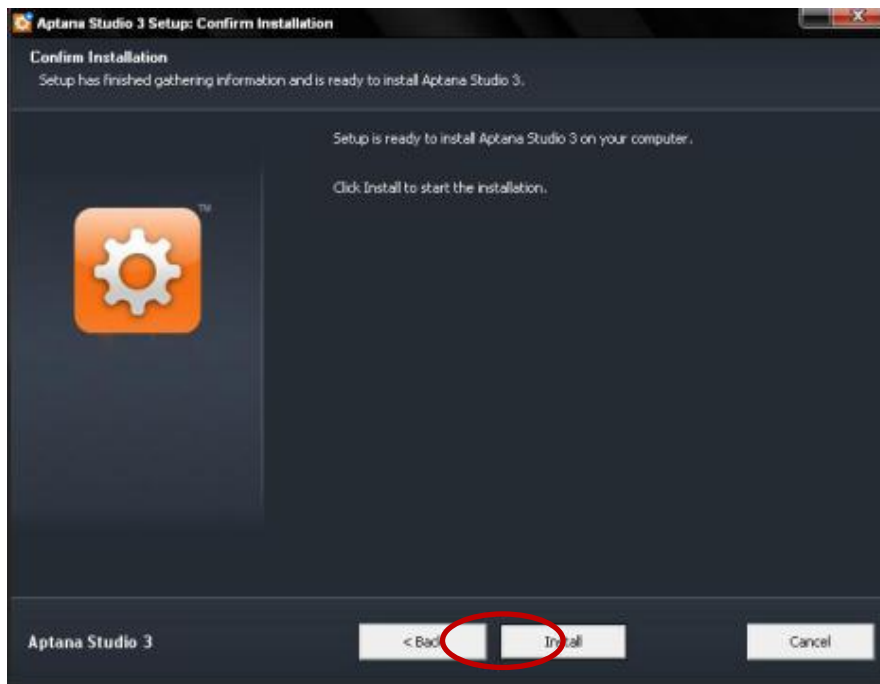 Aptana Studio 3 Setup: Confirm Installation
Confirm Installation
Setup has finished gathering information and is ready to install Aptana Studio 3.
Setup is ready to install Aptana Studio 3 on your computer.
Click Install to start the installation.
TM
Aptana Studio 3
< Back
Install
Cancel